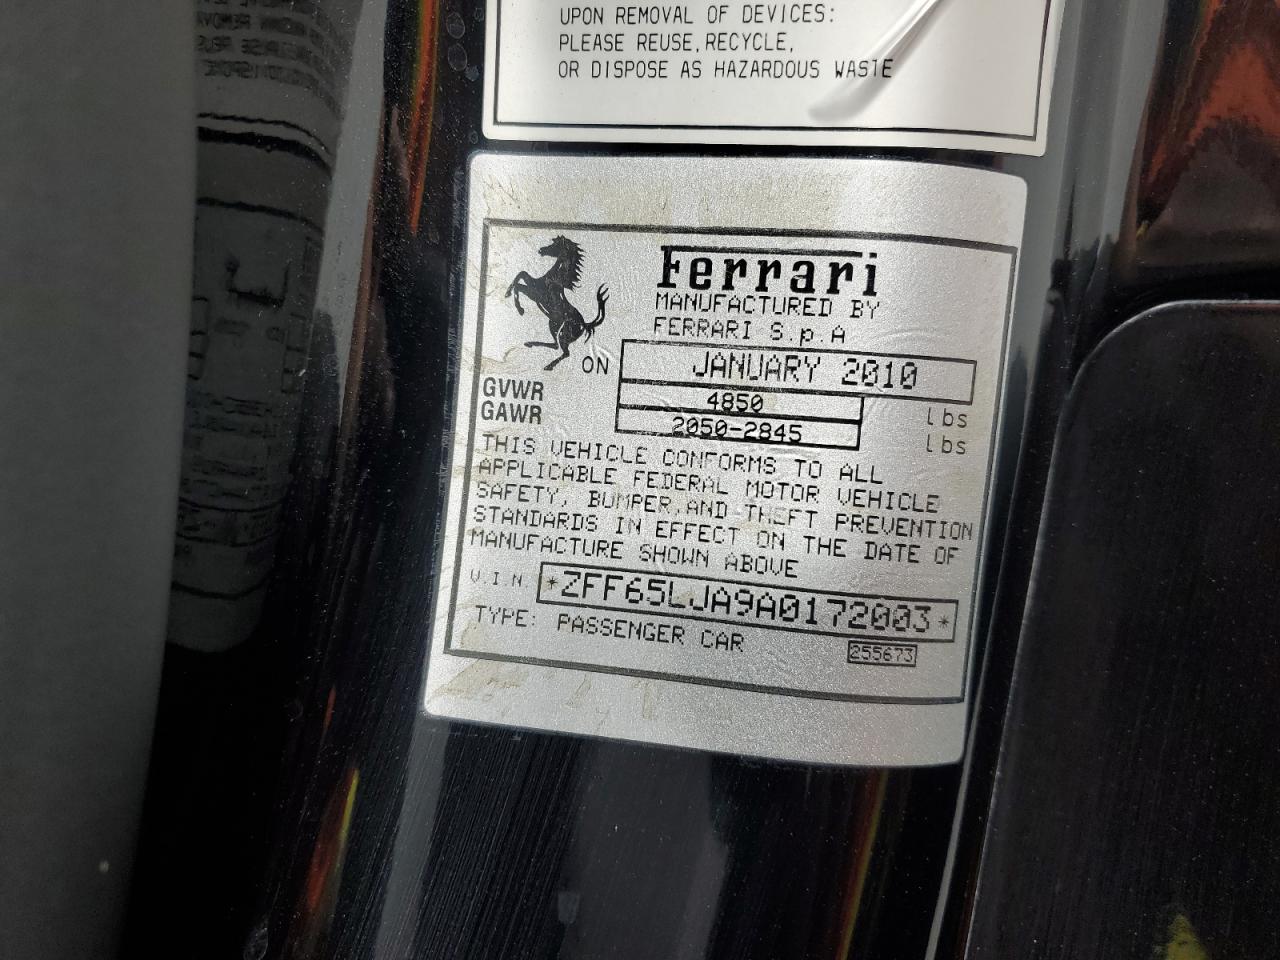 UPON REMOVAL OF DEVICES:
PLEASE REUSE, RECYCLE,
OR DISPOSE AS HAZARDOUS WASTE
Ferrari
MANUFACTURED BY
FERRARI S.p.A
ON JANUARY 2010
GVWR 4850 Lbs
GAWR 2050-2845 Lbs
THIS VEHICLE CONFORMS TO ALL
APPLICABLE FEDERAL MOTOR VEHICLE
SAFETY, BUMPER,AND THEFT PREVENTION
STANDARDS IN EFFECT ON THE DATE OF
MANUFACTURE SHOWN ABOVE
V.I.N. *ZFF65LJA9A0172003*
TYPE: PASSENGER CAR
255673